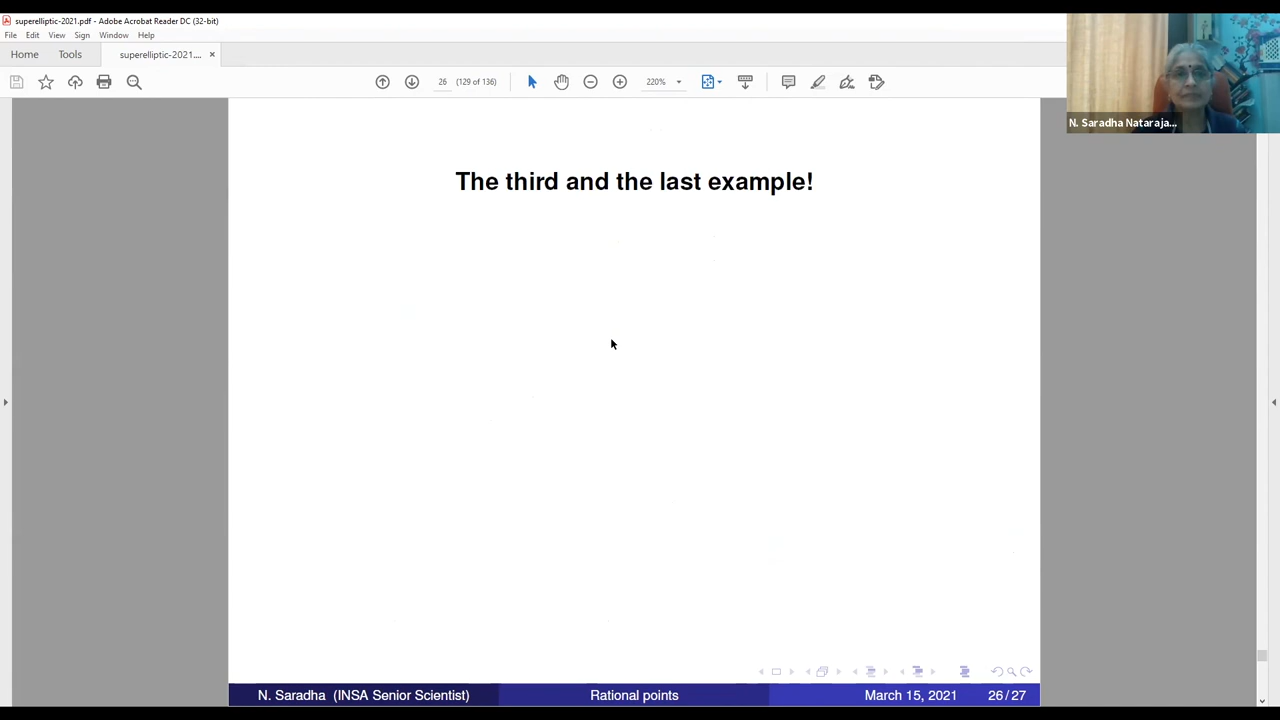 superelliptic-2021.pdf - Adobe Acrobat Reader DC (32-bit)
File Edit View Sign Window Help
Home Tools superelliptic-2021.... ×
26 (129 of 136) 220%
N. Saradha Nataraja...
The third and the last example!
N. Saradha (INSA Senior Scientist) Rational points March 15, 2021 26/27